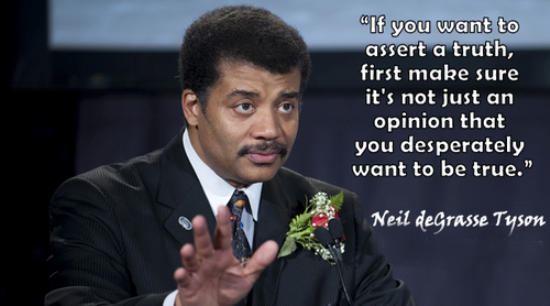 “If you want to
assert a truth,
first make sure
it's not just an
opinion that
you desperately
want to be true.”
Neil deGrasse Tyson